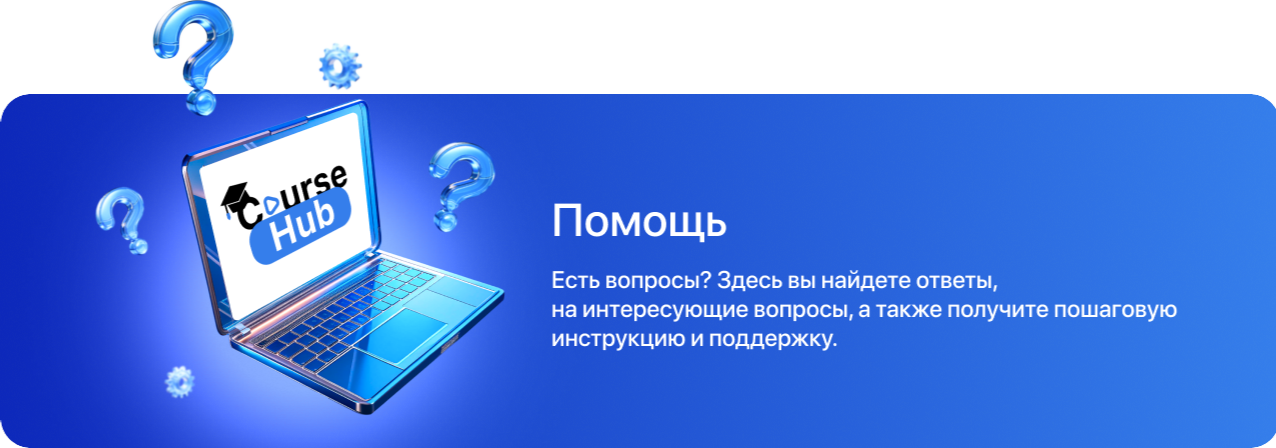 Course
Hub
Помощь
Есть вопросы? Здесь вы найдете ответы,
на интересующие вопросы, а также получите пошаговую
инструкцию и поддержку.